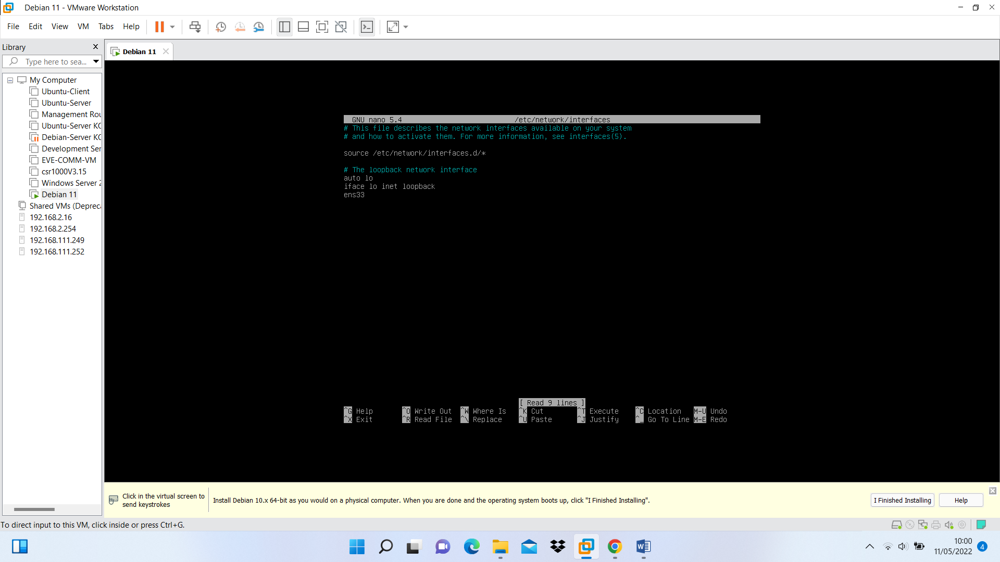 Debian 11 - VMware Workstation
File Edit View VM Tabs Help
Library
Type here to sea...
My Computer
Ubuntu-Client
Ubuntu-Server
Management Rou
Ubuntu-Server KC
Debian-Server KC
Development Ser
EVE-COMM-VM
csr1000V3.15
Windows Server 2
Debian 11
Shared VMs (Depreca
192.168.2.16
192.168.2.254
192.168.111.249
192.168.111.252
Debian 11
GNU nano 5.4 /etc/network/interfaces
# This file describes the network interfaces available on your system
# and how to activate them. For more information, see interfaces(5).
source /etc/network/interfaces.d/*
# The loopback network interface
auto lo
iface lo inet loopback
ens33
[ Read 9 lines ]
^G Help ^O Write Out ^W Where Is ^K Cut ^T Execute ^C Location M-U Undo
^X Exit ^R Read File ^\ Replace ^U Paste ^J Justify ^_ Go To Line M-E Redo
Click in the virtual screen to
send keystrokes
Install Debian 10.x 64-bit as you would on a physical computer. When you are done and the operating system boots up, click "I Finished Installing".
I Finished Installing
Help
To direct input to this VM, click inside or press Ctrl+G.
10:00
11/05/2022
4